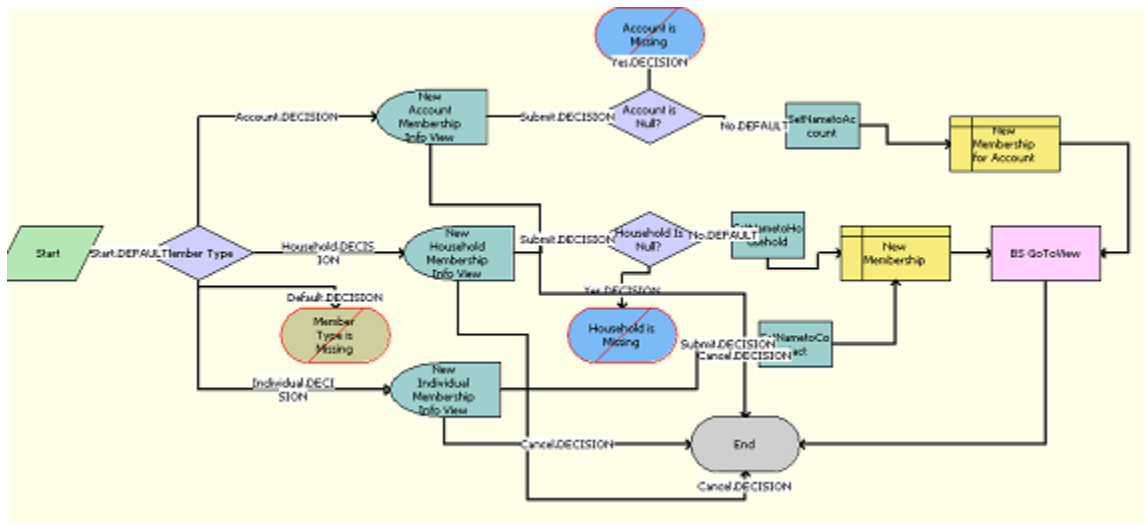 Account is
Missing
Yes.DECISION
New
Account
Membership
Info View
Account.DECISION
Submit.DECISION
Account is
Null?
No.DEFAULT
SetNametoAc
count
New
Membership
for Account
Start
Start.DEFAULT
Member Type
Household.DECIS
ION
New
Household
Membership
Info View
Submit.DECISION
Household Is
Null?
No.DEFAULT
SetNametoHo
usehold
New
Membership
BS GoToView
Default.DECISION
Yes.DECISION
Member
Type is
Missing
Household is
Missing
Submit.DECISION
Cancel.DECISION
Individual.DECI
SION
New
Individual
Membership
Info View
Cancel.DECISION
End
Cancel.DECISION